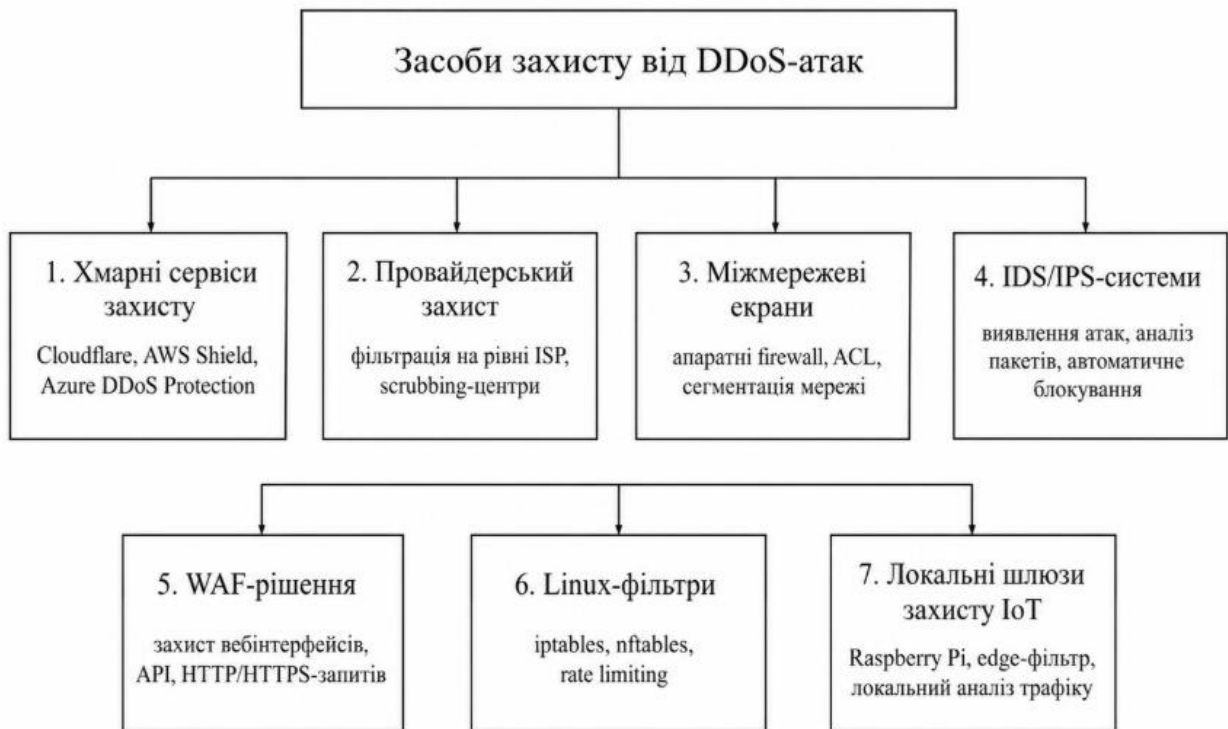 Засоби захисту від DDoS-атак
1. Хмарні сервіси
захисту
Cloudflare, AWS Shield,
Azure DDoS Protection
2. Провайдерський
захист
фільтрація на рівні ISP,
scrubbing-центри
3. Міжмережеві
екрани
апаратні firewall, ACL,
сегментація мережі
4. IDS/IPS-системи
виявлення атак, аналіз
пакетів, автоматичне
блокування
5. WAF-рішення
захист вебінтерфейсів,
API, HTTP/HTTPS-запитів
6. Linux-фільтри
iptables, nftables,
rate limiting
7. Локальні шлюзи
захисту IoT
Raspberry Pi, edge-фільтр,
локальний аналіз трафіку